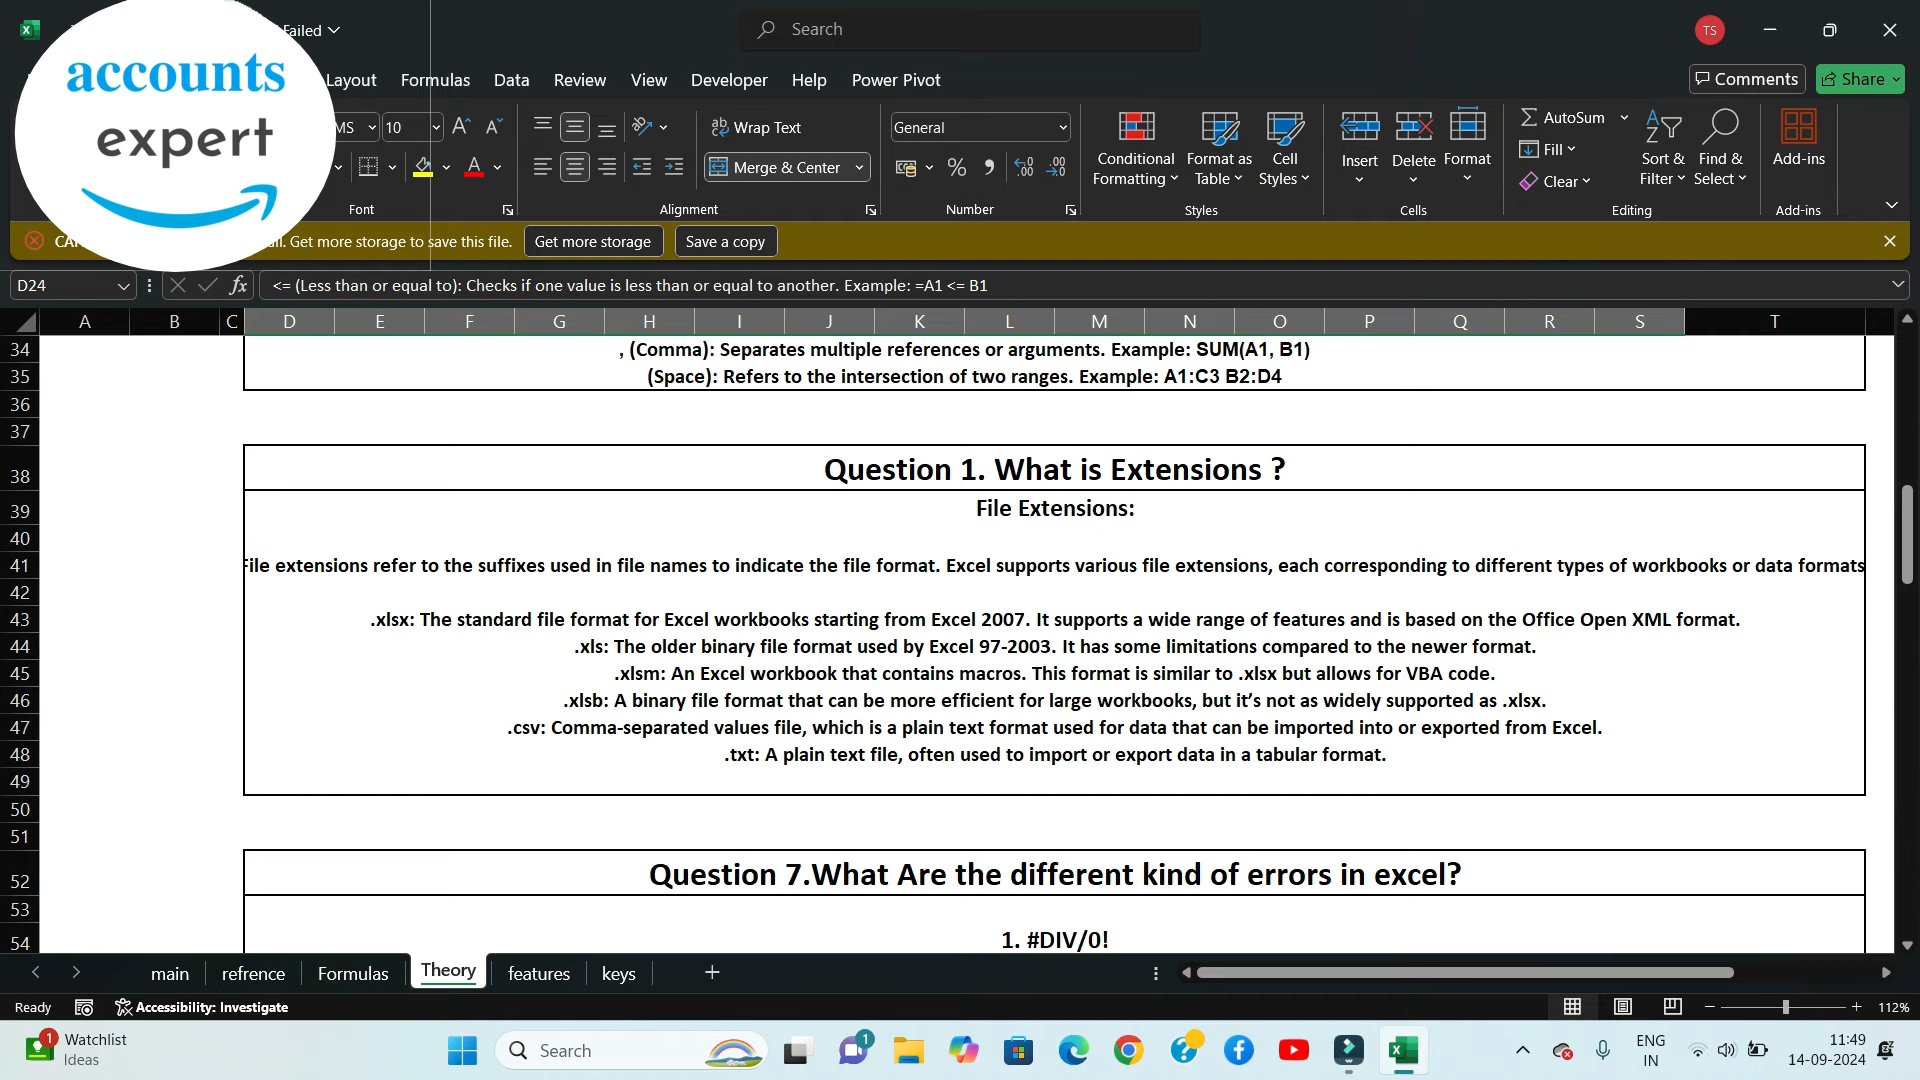 accounts
expert
Failed
Search
TS
Layout Formulas Data Review View Developer Help Power Pivot
Comments Share
MS 10
Wrap Text
Merge & Center
General
Conditional Formatting
Format as Table
Cell Styles
Insert
Delete
Format
AutoSum
Fill
Clear
Sort & Filter
Find & Select
Add-ins
Font Alignment Number Styles Cells Editing Add-ins
Get more storage to save this file. Get more storage Save a copy
D24 fx <= (Less than or equal to): Checks if one value is less than or equal to another. Example: =A1 <= B1
A B C D E F G H I J K L M N O P Q R S T
34 , (Comma): Separates multiple references or arguments. Example: SUM(A1, B1)
35 (Space): Refers to the intersection of two ranges. Example: A1:C3 B2:D4
36
37
38 Question 1. What is Extensions ?
39 File Extensions:
40
41 File extensions refer to the suffixes used in file names to indicate the file format. Excel supports various file extensions, each corresponding to different types of workbooks or data formats
42
43 .xlsx: The standard file format for Excel workbooks starting from Excel 2007. It supports a wide range of features and is based on the Office Open XML format.
44 .xls: The older binary file format used by Excel 97-2003. It has some limitations compared to the newer format.
45 .xlsm: An Excel workbook that contains macros. This format is similar to .xlsx but allows for VBA code.
46 .xlsb: A binary file format that can be more efficient for large workbooks, but it’s not as widely supported as .xlsx.
47 .csv: Comma-separated values file, which is a plain text format used for data that can be imported into or exported from Excel.
48 .txt: A plain text file, often used to import or export data in a tabular format.
49
50
51
52 Question 7.What Are the different kind of errors in excel?
53
54 1. #DIV/0!
main refrence Formulas Theory features keys
Ready Accessibility: Investigate 112%
1 Watchlist
Ideas
Search
1
ENG
IN
11:49
14-09-2024